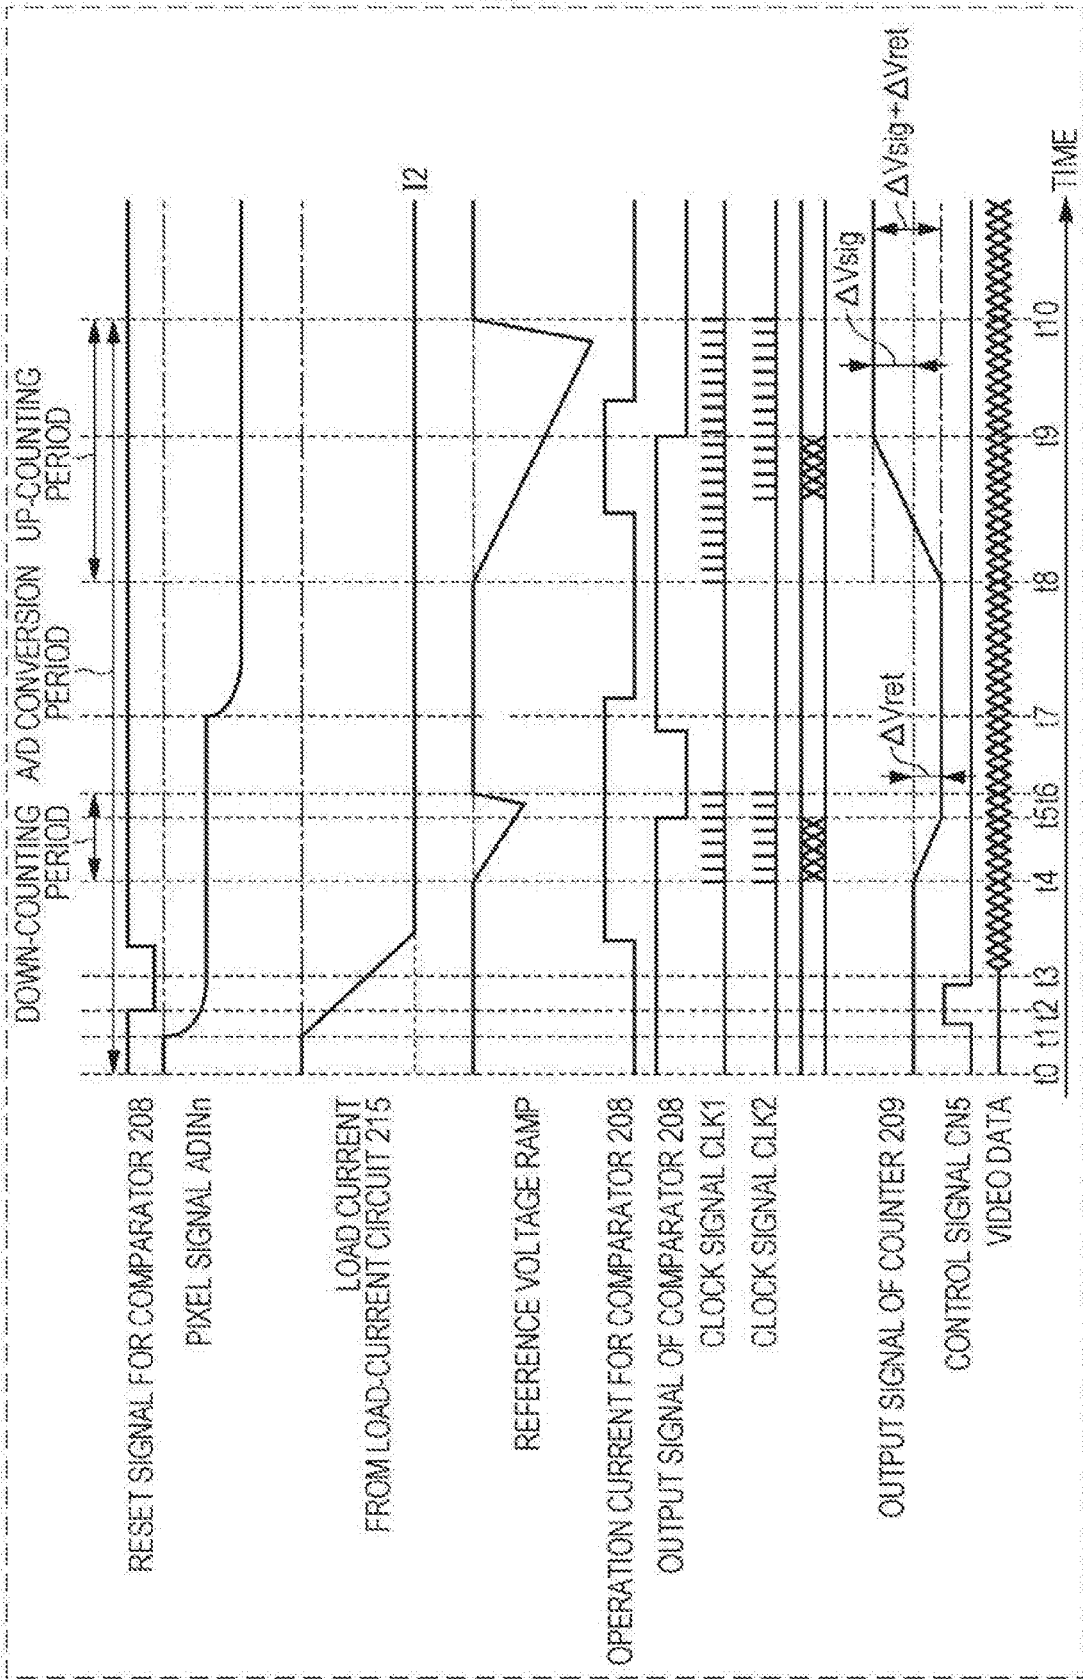 DOWN-COUNTING
PERIOD
A/D CONVERSION
PERIOD
UP-COUNTING
PERIOD
RESET SIGNAL FOR COMPARATOR 208
PIXEL SIGNAL ADINn
LOAD CURRENT
FROM LOAD-CURRENT CIRCUIT 215
I2
REFERENCE VOLTAGE RAMP
OPERATION CURRENT FOR COMPARATOR 208
OUTPUT SIGNAL OF COMPARATOR 208
CLOCK SIGNAL CLK1
CLOCK SIGNAL CLK2
OUTPUT SIGNAL OF COUNTER 209
ΔVret
ΔVsig
ΔVsig+ΔVret
CONTROL SIGNAL CN5
VIDEO DATA
t0 t1 t2 t3 t4 t5 t6 t7 t8 t9 t10
TIME